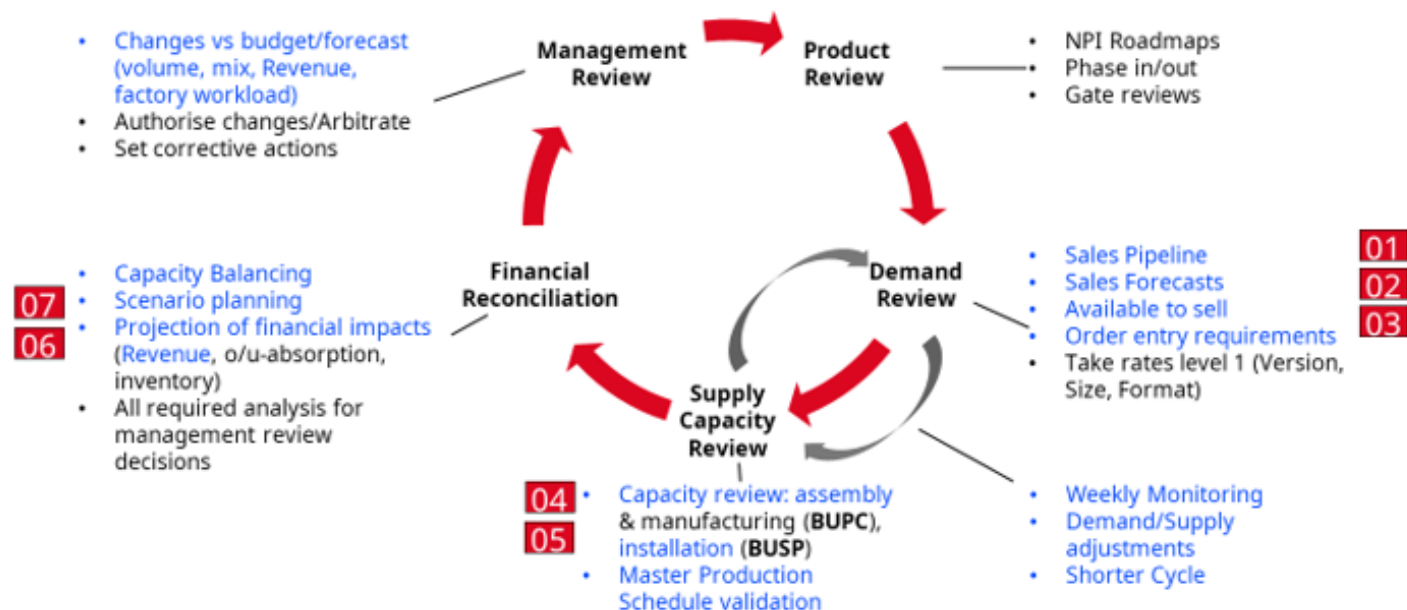 • Changes vs budget/forecast
(volume, mix, Revenue,
factory workload)
• Authorise changes/Arbitrate
• Set corrective actions
Management
Review
Product
Review
• NPI Roadmaps
• Phase in/out
• Gate reviews
07
06
• Capacity Balancing
• Scenario planning
• Projection of financial impacts
(Revenue, o/u-absorption,
inventory)
• All required analysis for
management review
decisions
Financial
Reconciliation
Demand
Review
• Sales Pipeline
• Sales Forecasts
• Available to sell
• Order entry requirements
• Take rates level 1 (Version,
Size, Format)
01
02
03
Supply
Capacity
Review
04
05
• Capacity review: assembly
& manufacturing (BUPC),
installation (BUSP)
• Master Production
Schedule validation
• Weekly Monitoring
• Demand/Supply
adjustments
• Shorter Cycle